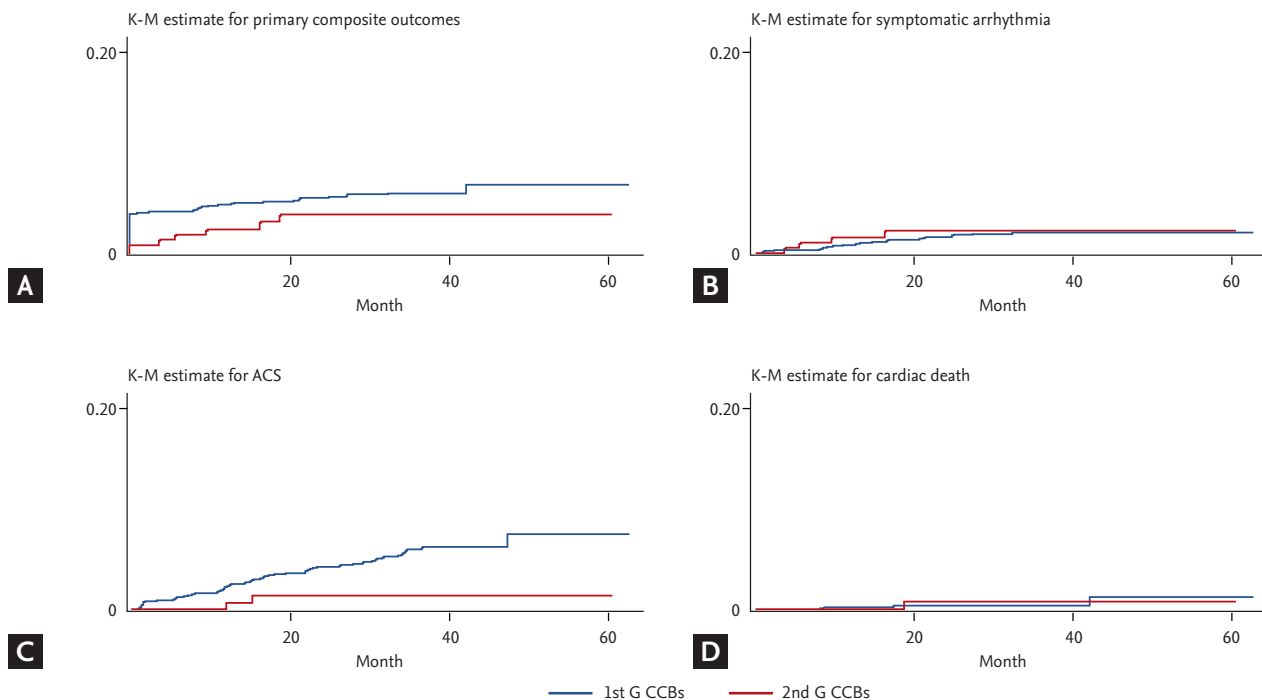 K-M estimate for primary composite outcomes
0.20
0
20 40 60
Month
A
K-M estimate for symptomatic arrhythmia
0.20
0
20 40 60
Month
B
K-M estimate for ACS
0.20
0
20 40 60
Month
C
K-M estimate for cardiac death
0.20
0
20 40 60
Month
D
1st G CCBs 2nd G CCBs